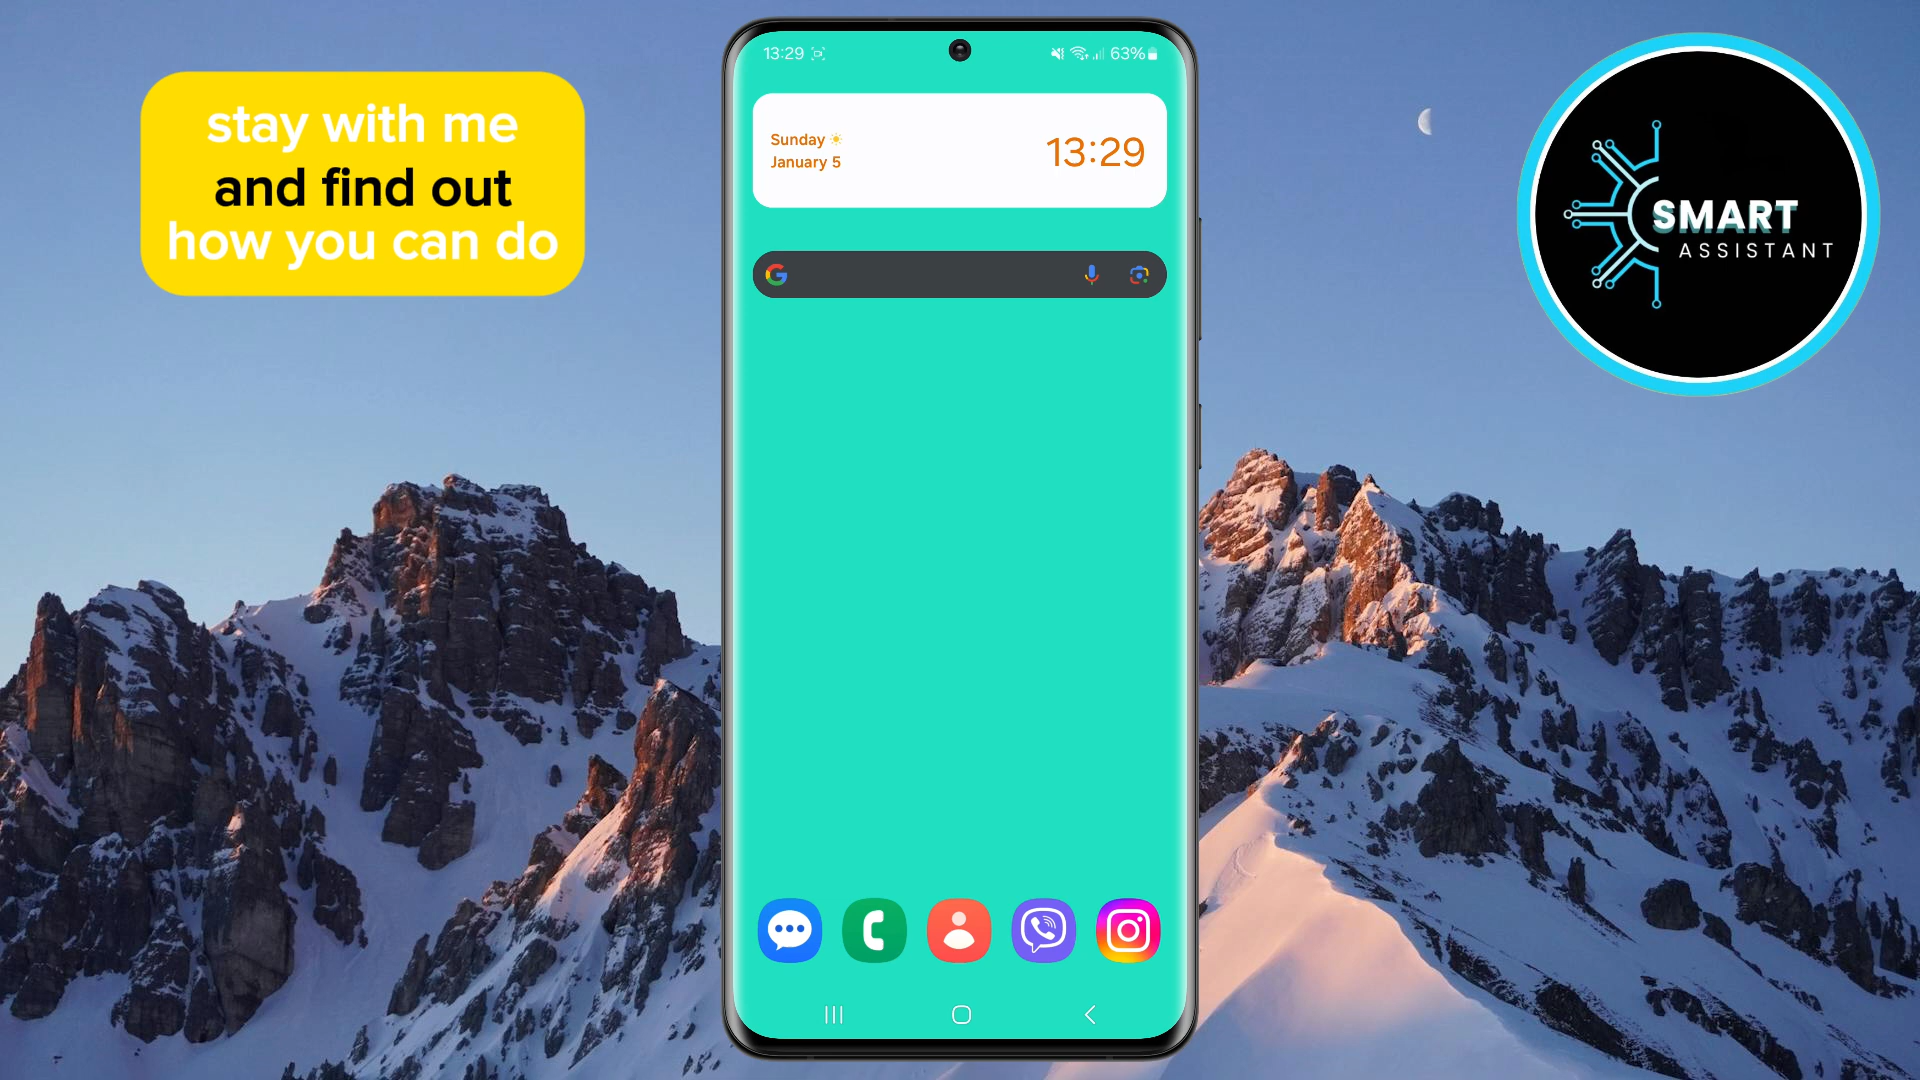 stay with me
and find out
how you can do
13:29
63%
Sunday
January 5
13:29
SMART
ASSISTANT